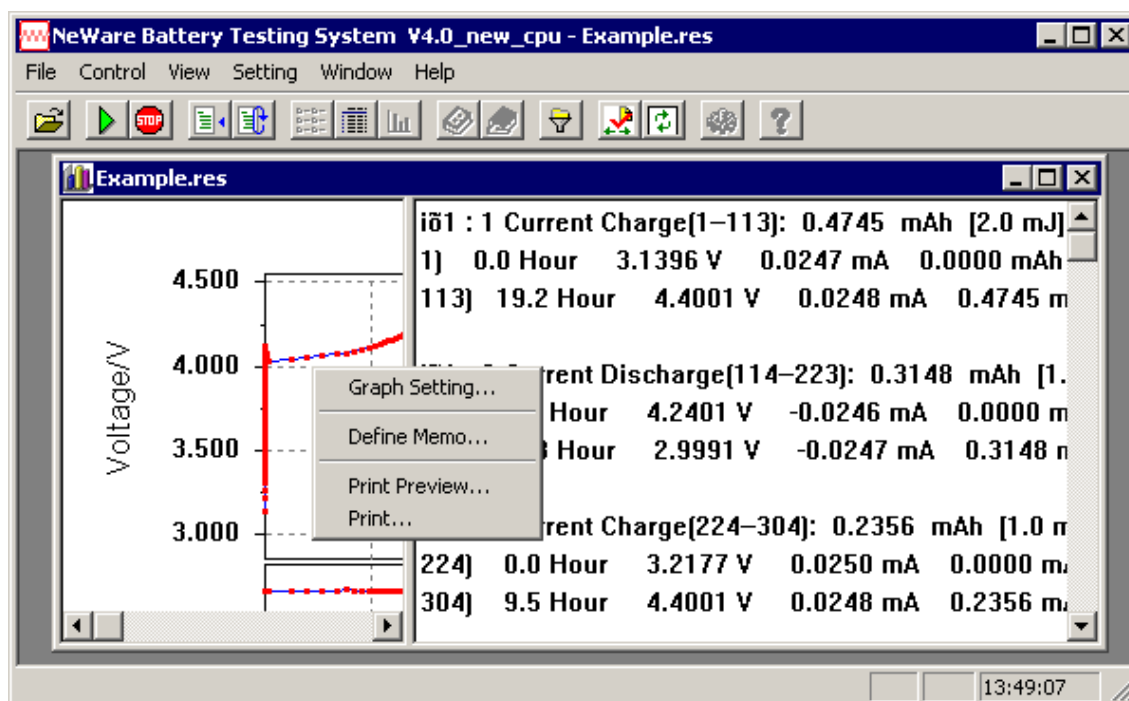 NeWare Battery Testing System V4.0_new_cpu - Example.res
File Control View Setting Window Help
STOP
Example.res
Voltage/V
4.500
4.000
3.500
3.000
Graph Setting...
Define Memo...
Print Preview...
Print...
iõ1 : 1 Current Charge(1–113): 0.4745 mAh [2.0 mJ]
1) 0.0 Hour 3.1396 V 0.0247 mA 0.0000 mAh
113) 19.2 Hour 4.4001 V 0.0248 mA 0.4745 m
rent Discharge(114–223): 0.3148 mAh [1.
Hour 4.2401 V -0.0246 mA 0.0000 m
Hour 2.9991 V -0.0247 mA 0.3148
rent Charge(224–304): 0.2356 mAh [1.0 m
224) 0.0 Hour 3.2177 V 0.0250 mA 0.0000 m
304) 9.5 Hour 4.4001 V 0.0248 mA 0.2356 m
13:49:07